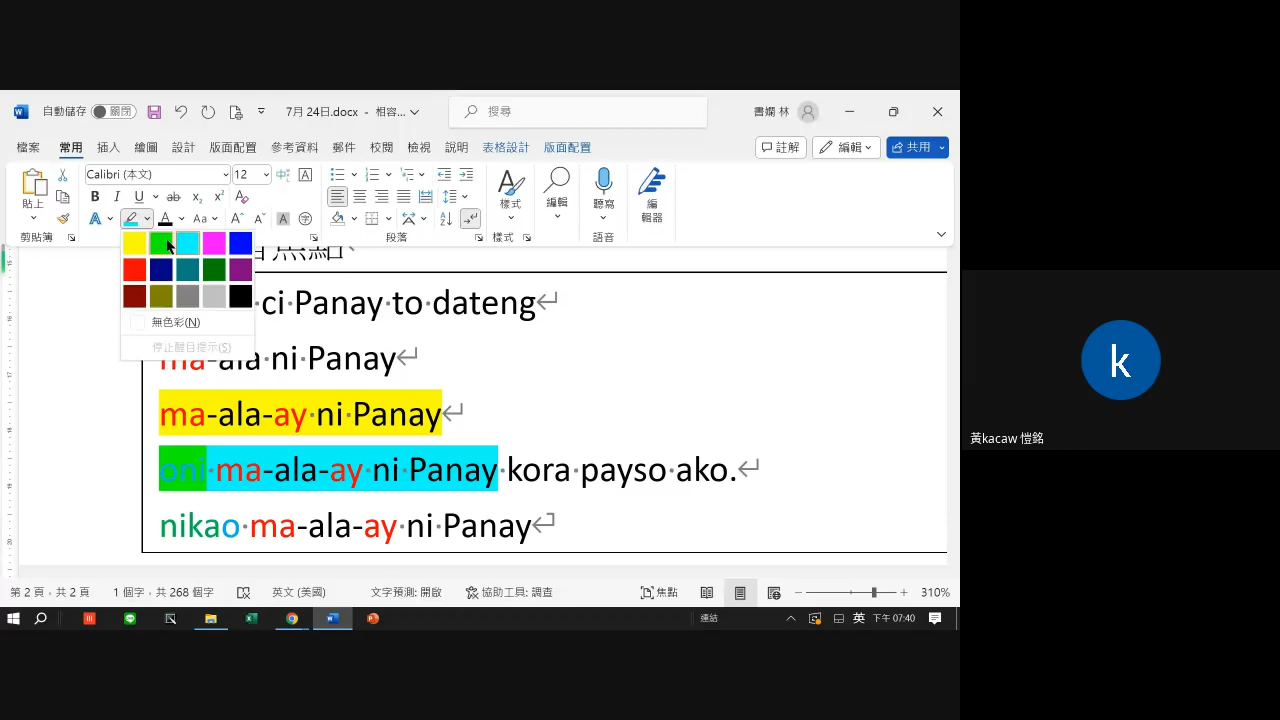 自動儲存 關閉 7月 24日.docx - 相容... 搜尋 書嫻 林
檔案 常用 插入 繪圖 設計 版面配置 參考資料 郵件 校閱 檢視 說明 表格設計 版面配置 註解 編輯 共用
貼上 Calibri (本文) 12 樣式 編輯 聽寫 編輯器
剪貼簿 段落 樣式 語音
無色彩(N)
停止醒目提示(S)
ci Panay to dateng
ma-ala ni Panay
ma-ala-ay ni Panay
oni ma-ala-ay ni Panay kora payso ako.
nikao ma-ala-ay ni Panay
第 2 頁，共 2 頁 1 個字，共 268 個字 英文 (美國) 文字預測: 開啟 協助工具: 調查 焦點 310%
連結 英 下午 07:40
k
黃kacaw 愷銘